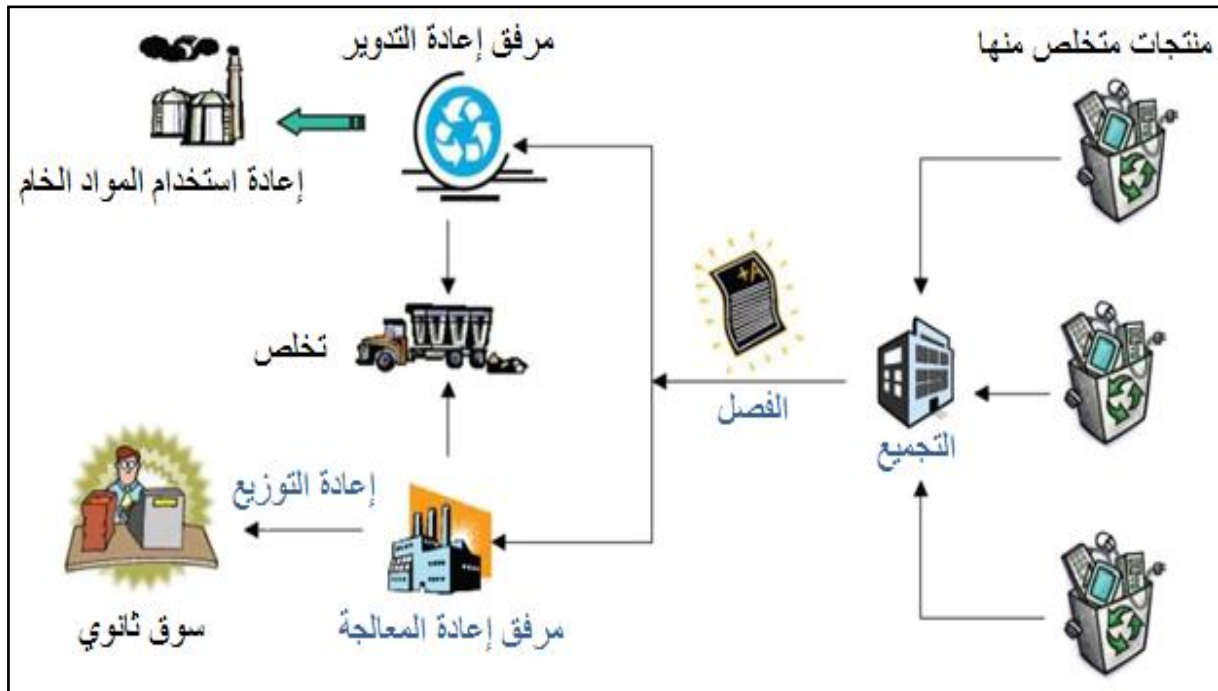 منتجات متخلص منها
مرفق إعادة التدوير
إعادة استخدام المواد الخام
+A
الفصل
التجميع
تخلص
إعادة التوزيع
مرفق إعادة المعالجة
سوق ثانوي